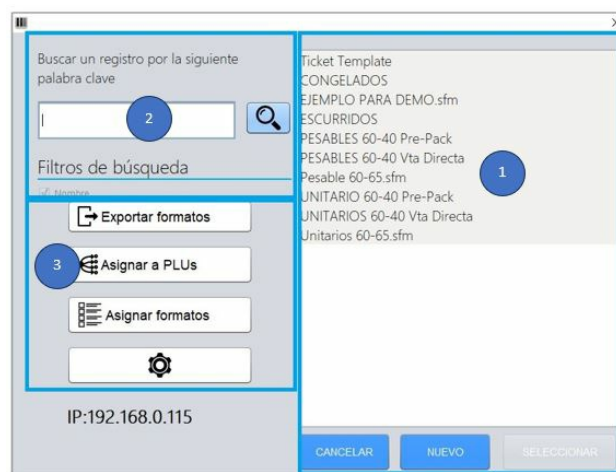 Buscar un registro por la siguiente
palabra clave
2
Filtros de búsqueda
Nombre
Exportar formatos
3
Asignar a PLUs
Asignar formatos
IP:192.168.0.115
Ticket Template
CONGELADOS
EJEMPLO PARA DEMO.sfm
ESCURRIDOS
PESABLES 60-40 Pre-Pack
PESABLES 60-40 Vta Directa
Pesable 60-65.sfm
1
UNITARIO 60-40 Pre-Pack
UNITARIOS 60-40 Vta Directa
Unitarios 60-65.sfm
CANCELAR
NUEVO
SELECCIONAR